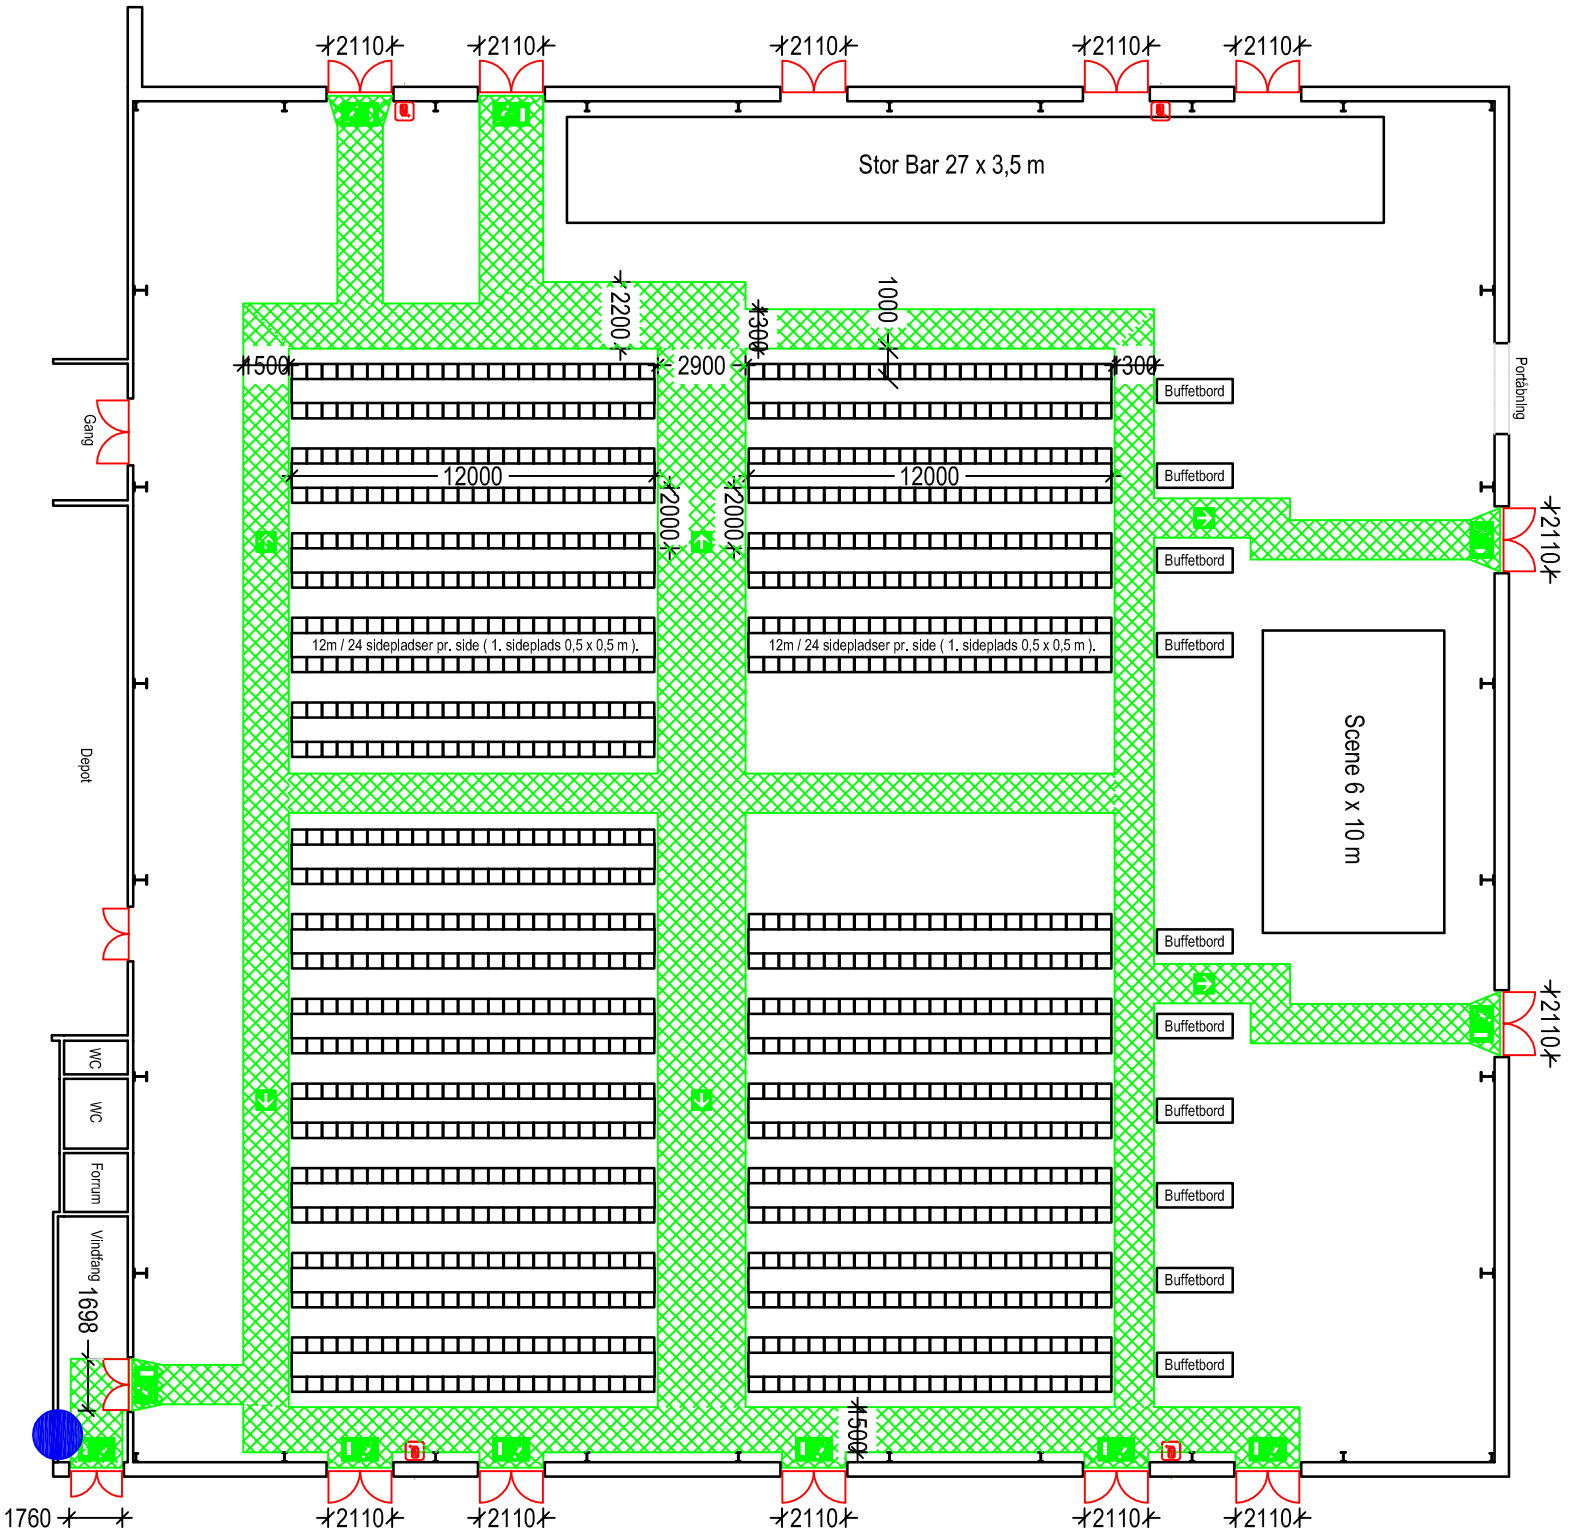 2110
2110
2110
2110
2110
Stor Bar 27 x 3,5 m
2200
1300
1000
1500
2900
1300
Buffetbord
Portåbning
Gang
12000
12000
Buffetbord
2000
2000
2110
Buffetbord
12m / 24 sidepladser pr. side ( 1. sideplads 0,5 x 0,5 m ).
12m / 24 sidepladser pr. side ( 1. sideplads 0,5 x 0,5 m ).
Buffetbord
Depot
Scene 6 x 10 m
Buffetbord
2110
Buffetbord
WC
WC
Buffetbord
Forrum
Buffetbord
Vindfang
Buffetbord
1698
Buffetbord
1500
1760
2110
2110
2110
2110
2110